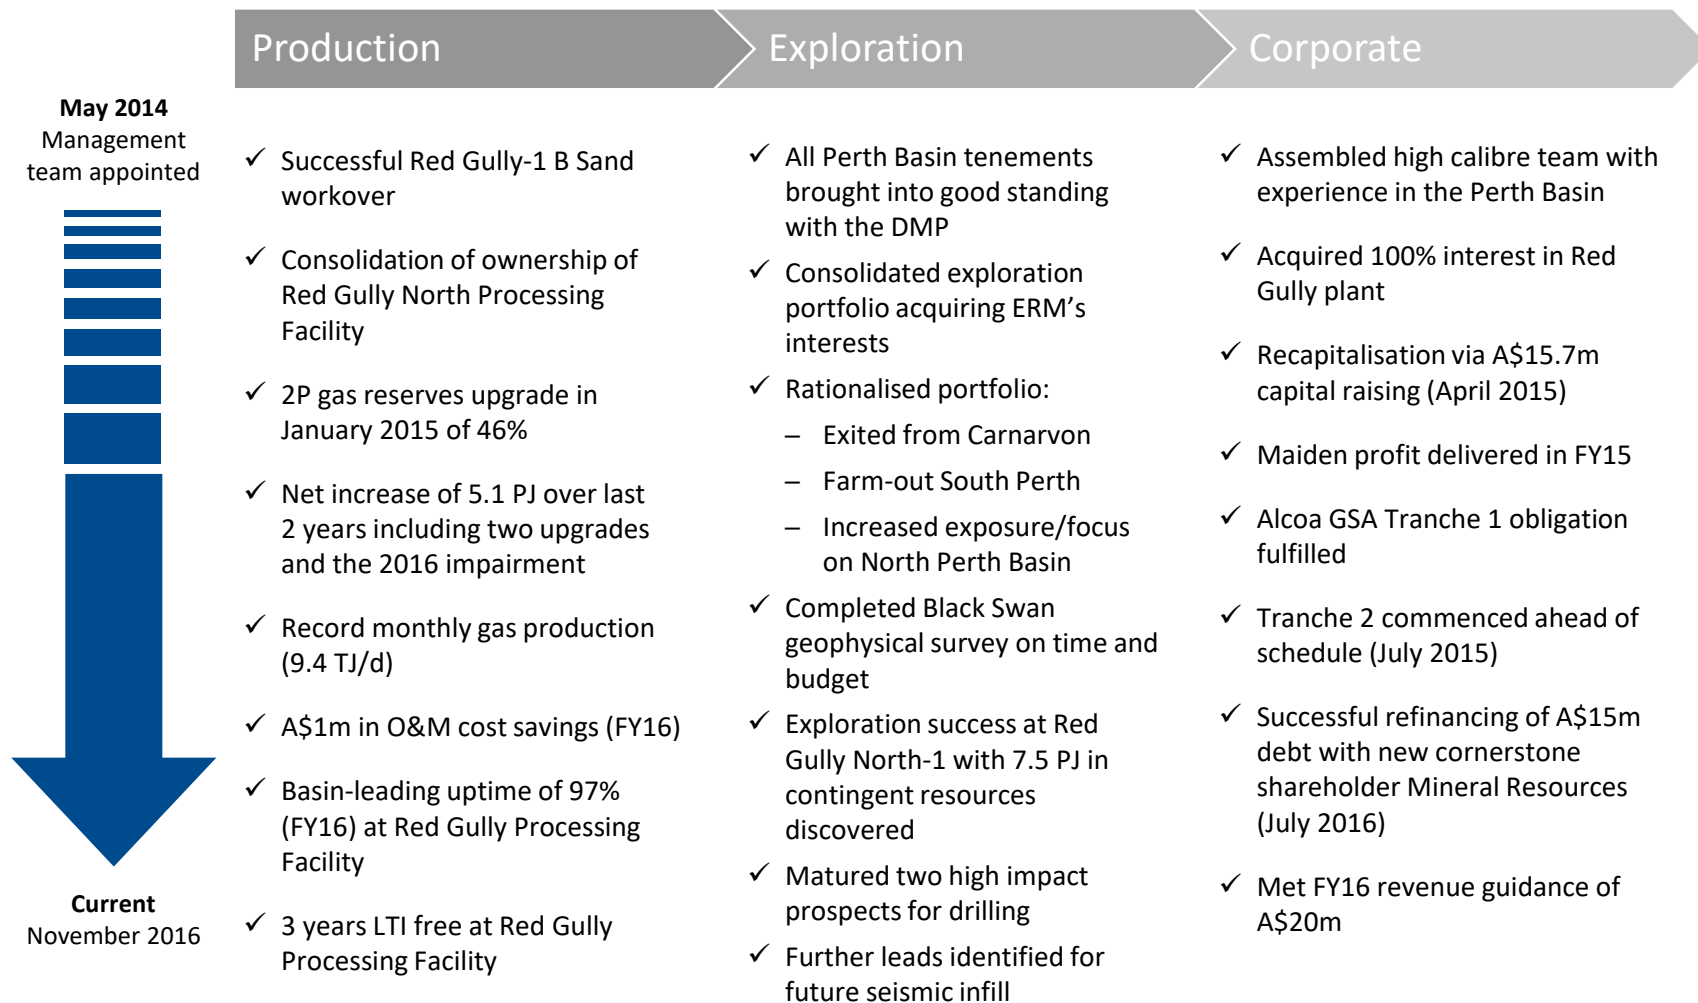 Production
Exploration
Corporate
May 2014
Management
team appointed
Current
November 2016
✓ Successful Red Gully-1 B Sand
workover
✓ Consolidation of ownership of
Red Gully North Processing
Facility
✓ 2P gas reserves upgrade in
January 2015 of 46%
✓ Net increase of 5.1 PJ over last
2 years including two upgrades
and the 2016 impairment
✓ Record monthly gas production
(9.4 TJ/d)
✓ A$1m in O&M cost savings (FY16)
✓ Basin-leading uptime of 97%
(FY16) at Red Gully Processing
Facility
✓ 3 years LTI free at Red Gully
Processing Facility
✓ All Perth Basin tenements
brought into good standing
with the DMP
✓ Consolidated exploration
portfolio acquiring ERM’s
interests
✓ Rationalised portfolio:
– Exited from Carnarvon
– Farm-out South Perth
– Increased exposure/focus
on North Perth Basin
✓ Completed Black Swan
geophysical survey on time and
budget
✓ Exploration success at Red
Gully North-1 with 7.5 PJ in
contingent resources
discovered
✓ Matured two high impact
prospects for drilling
✓ Further leads identified for
future seismic infill
✓ Assembled high calibre team with
experience in the Perth Basin
✓ Acquired 100% interest in Red
Gully plant
✓ Recapitalisation via A$15.7m
capital raising (April 2015)
✓ Maiden profit delivered in FY15
✓ Alcoa GSA Tranche 1 obligation
fulfilled
✓ Tranche 2 commenced ahead of
schedule (July 2015)
✓ Successful refinancing of A$15m
debt with new cornerstone
shareholder Mineral Resources
(July 2016)
✓ Met FY16 revenue guidance of
A$20m